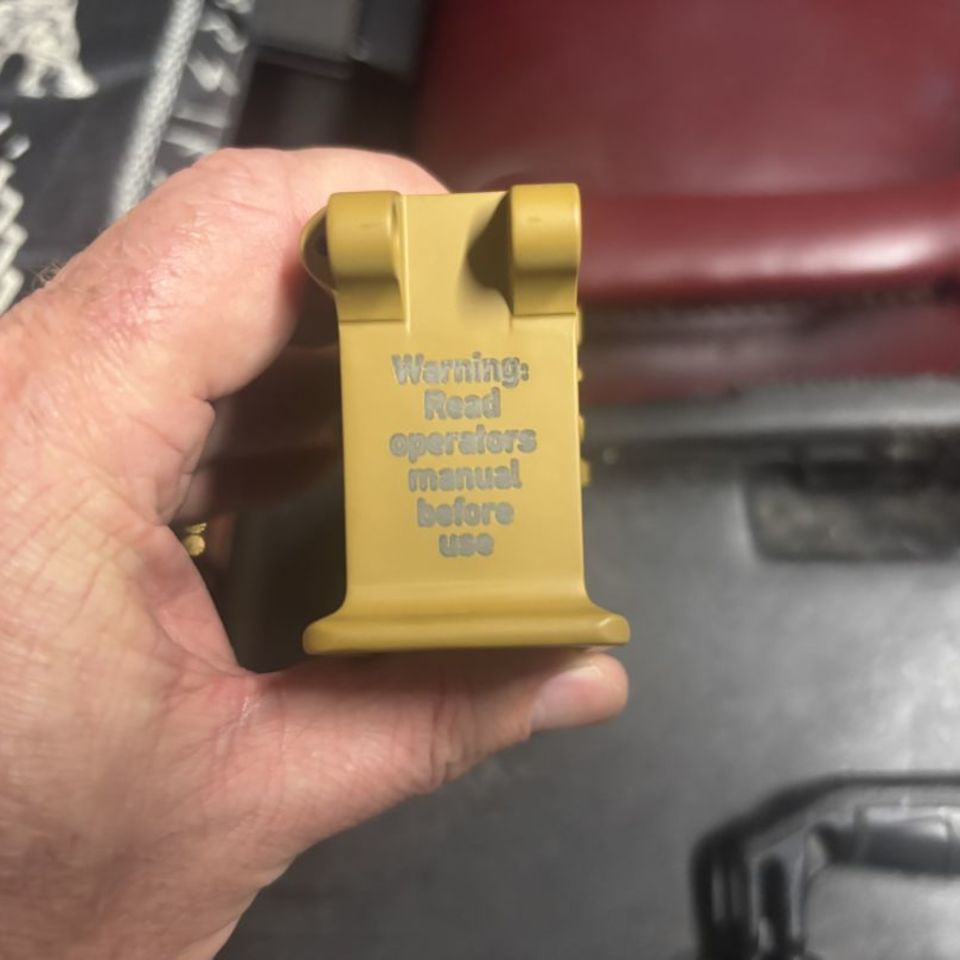 Warning:
Read
operators
manual
before
use